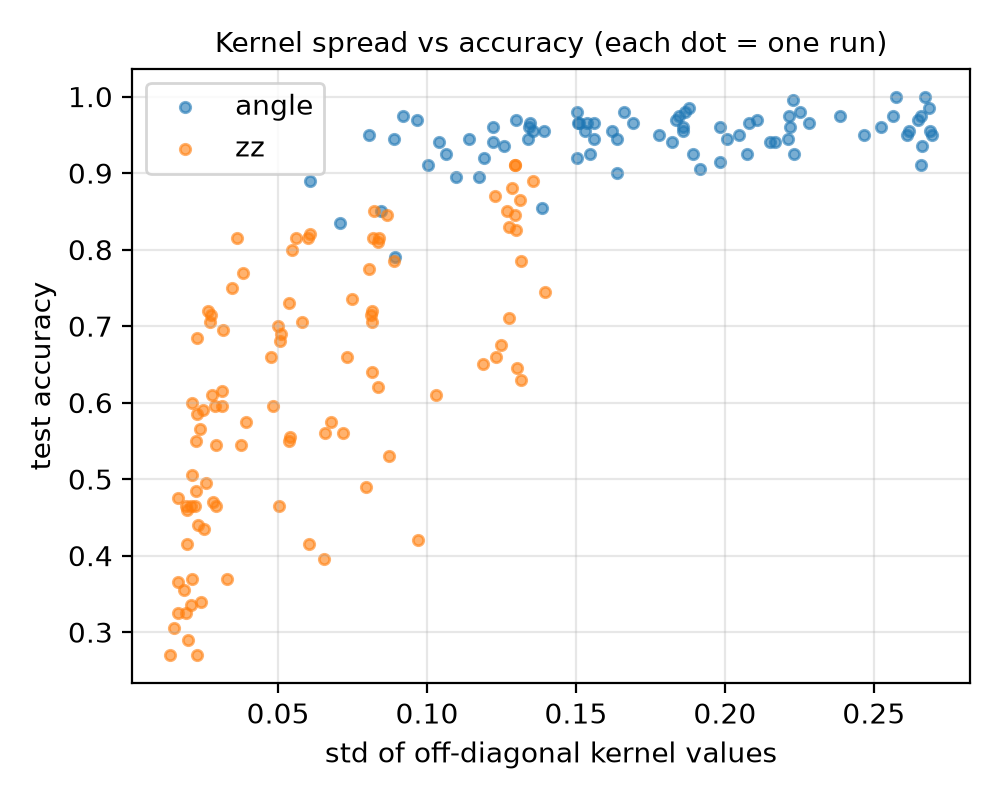 Kernel spread vs accuracy (each dot = one run)
angle
zz
1.0
0.9
0.8
0.7
0.6
0.5
0.4
0.3
test accuracy
0.05 0.10 0.15 0.20 0.25
std of off-diagonal kernel values